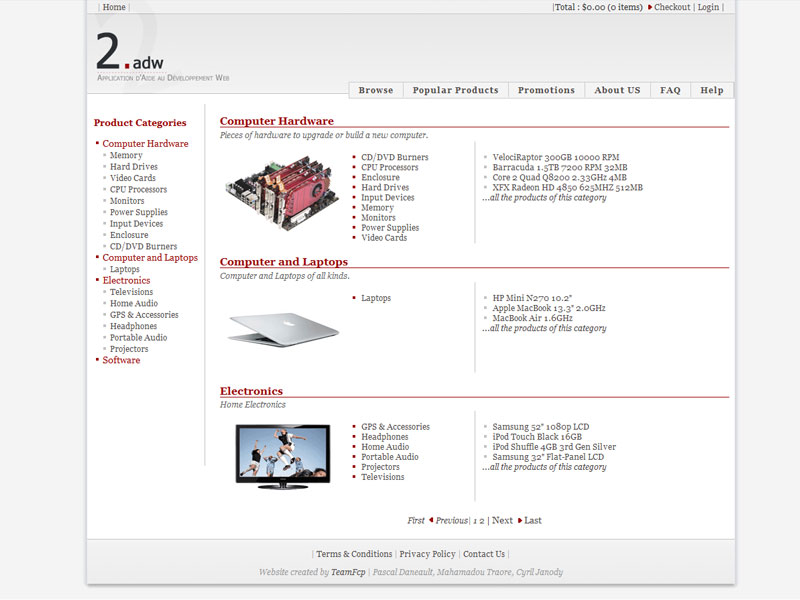 | Home |
|Total : $0.00 (0 items) Checkout | Login |
2.adw
Application d'Aide au Développement Web
Browse Popular Products Promotions About US FAQ Help
Product Categories
Computer Hardware
Memory
Hard Drives
Video Cards
CPU Processors
Monitors
Power Supplies
Input Devices
Enclosure
CD/DVD Burners
Computer and Laptops
Laptops
Electronics
Televisions
Home Audio
GPS & Accessories
Headphones
Portable Audio
Projectors
Software
Computer Hardware
Pieces of hardware to upgrade or build a new computer.
CD/DVD Burners
CPU Processors
Enclosure
Hard Drives
Input Devices
Memory
Monitors
Power Supplies
Video Cards
VelociRaptor 300GB 10000 RPM
Barracuda 1.5TB 7200 RPM 32MB
Core 2 Quad Q8200 2.33GHz 4MB
XFX Radeon HD 4850 625MHZ 512MB
...all the products of this category
Computer and Laptops
Computer and Laptops of all kinds.
Laptops
HP Mini N270 10.2"
Apple MacBook 13.3" 2.0GHz
MacBook Air 1.6GHz
...all the products of this category
Electronics
Home Electronics
GPS & Accessories
Headphones
Home Audio
Portable Audio
Projectors
Televisions
Samsung 52" 1080p LCD
iPod Touch Black 16GB
iPod Shuffle 4GB 3rd Gen Silver
Samsung 32" Flat-Panel LCD
...all the products of this category
First Previous| 1 2 | Next Last
| Terms & Conditions | Privacy Policy | Contact Us |
Website created by TeamFcp | Pascal Daneault, Mahamadou Traore, Cyril Janody